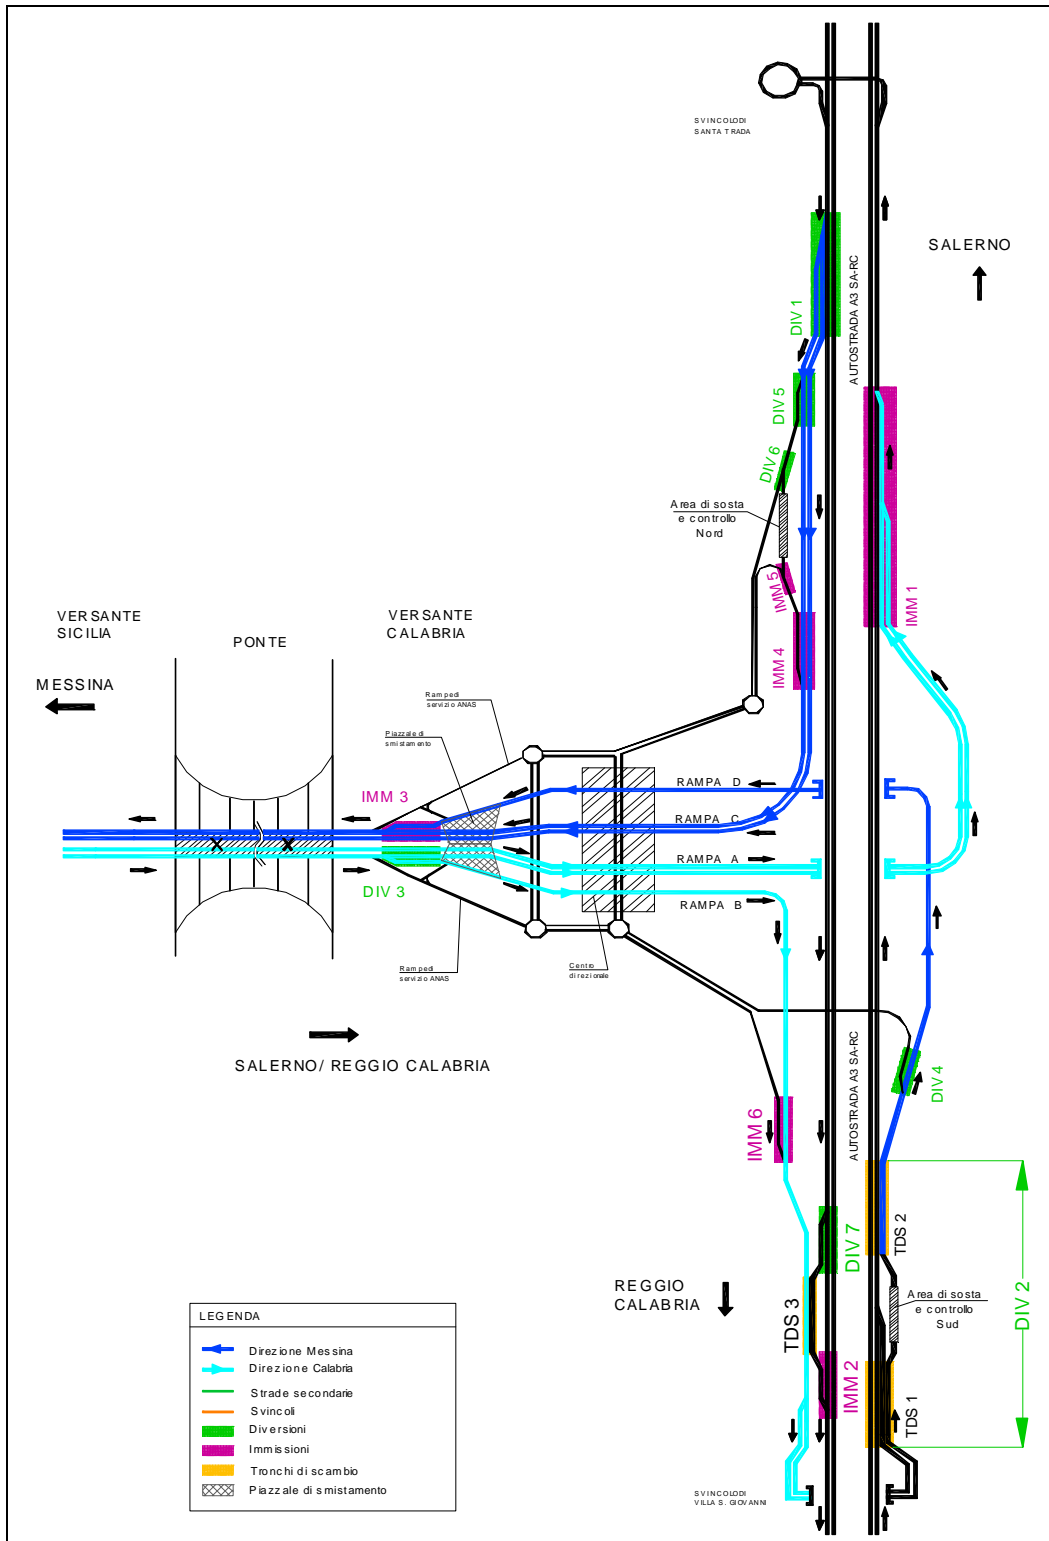 SVINCOLODI
SANTA TRADA
SALERNO
AUTOSTRADA A3 SA-RC
DIV 1
DIV 5
DIV 6
Area di sosta
e controllo
Nord
IMM 5
IMM 1
IMM 4
VERSANTE
SICILIA
PONTE
VERSANTE
CALABRIA
MESSINA
Rampe di
servizio ANAS
Piazzale di
smistamento
IMM 3
RAMPA D
RAMPA C
RAMPA A
RAMPA B
DIV 3
Rampe di
servizio ANAS
Centro
direzionale
SALERNO/ REGGIO CALABRIA
AUTOSTRADA A3 SA-RC
DIV 4
IMM 6
TDS 2
DIV 7
REGGIO
CALABRIA
TDS 3
Area di sosta
e controllo
Sud
DIV 2
IMM 2
TDS 1
SVINCOLODI
VILLA S. GIOVANNI
LEGENDA
Direzione Messina
Direzione Calabria
Strade secondarie
Svincoli
Diversioni
Immissioni
Tronchi di scambio
Piazzale di smistamento